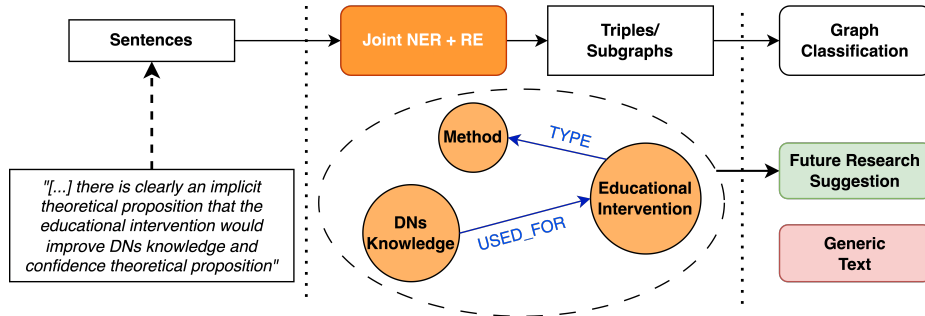 Sentences
Joint NER + RE
Triples/
Subgraphs
Graph
Classification
"[...] there is clearly an implicit
theoretical proposition that the
educational intervention would
improve DNs knowledge and
confidence theoretical proposition"
Method
TYPE
Educational
Intervention
DNs
Knowledge
USED_FOR
Future Research
Suggestion
Generic
Text